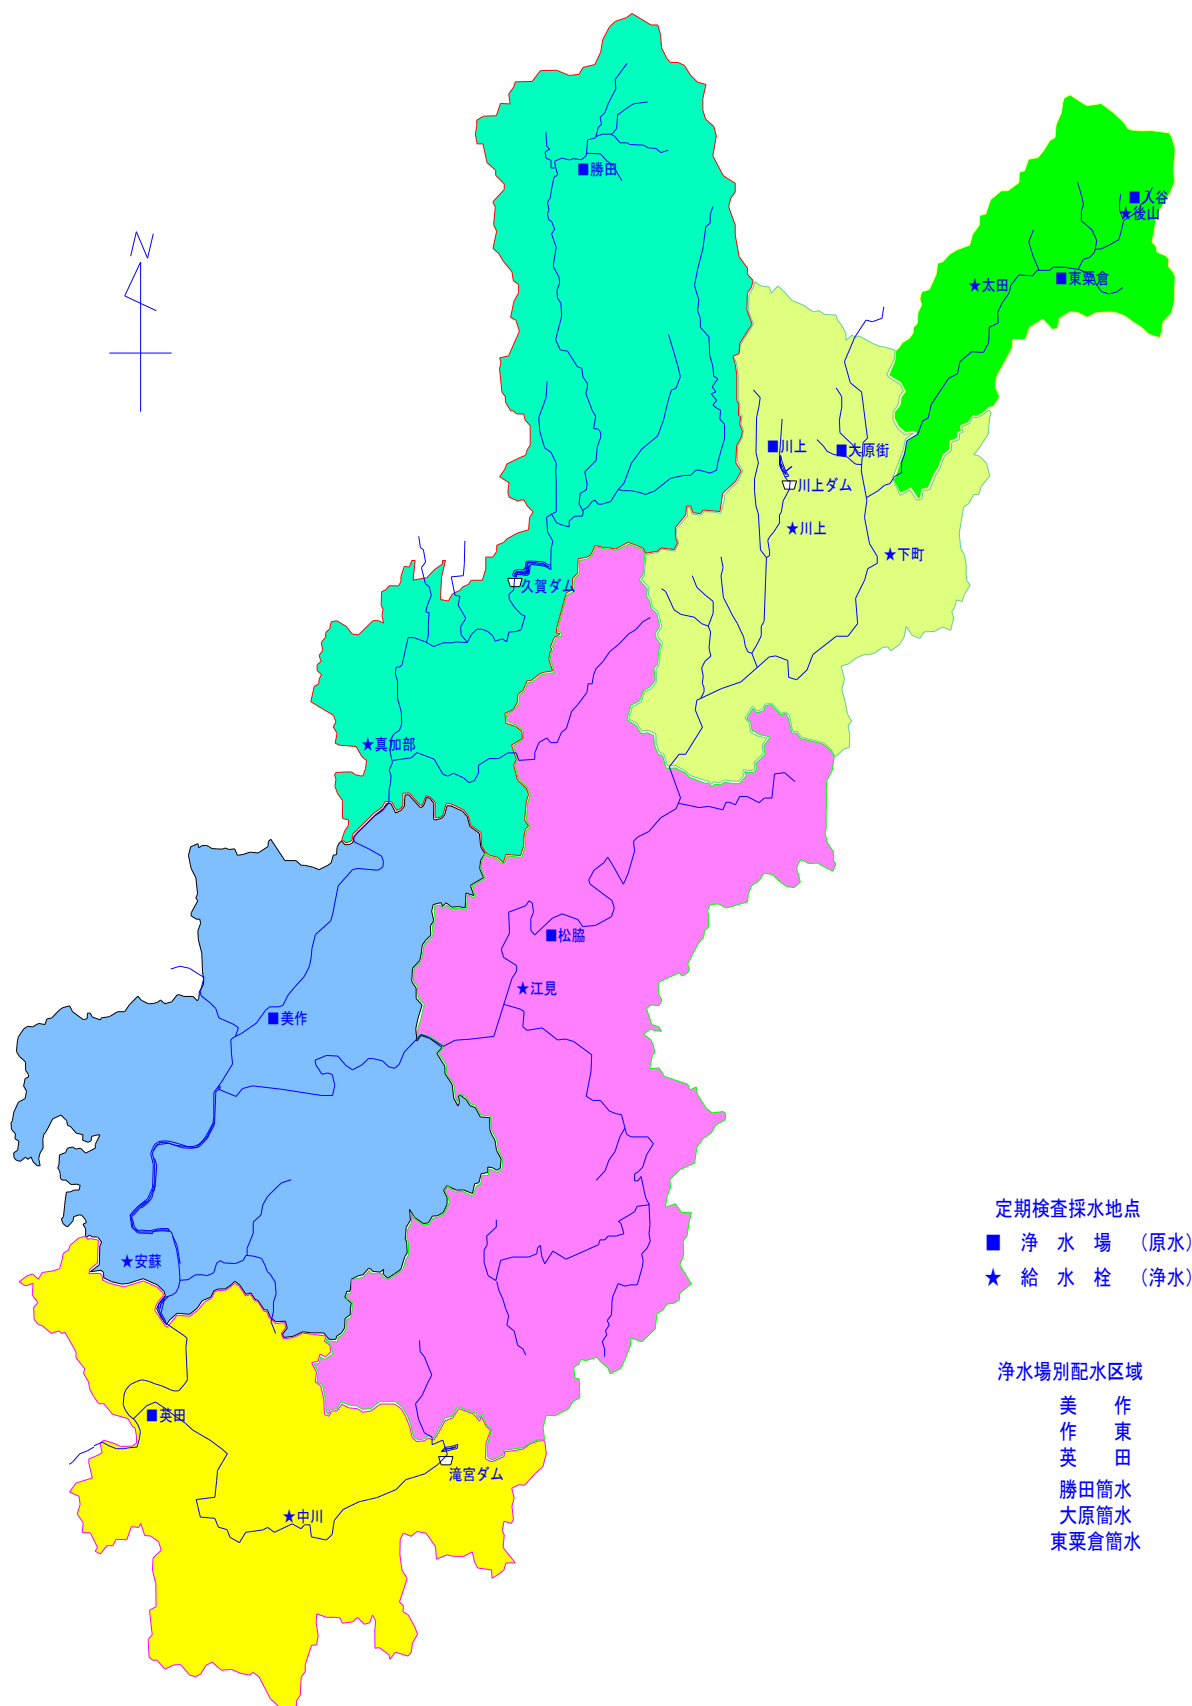 ■勝田
N
■入谷
★後山
★太田
■東粟倉
■川上
■大原街
川上ダム
★川上
★下町
久賀ダム
★真加部
■松脇
★江見
■美作
★安蘇
■英田
滝宮ダム
★中川
定期検査採水地点
■ 浄 水 場 (原水)
★ 給 水 栓 (浄水)
浄水場別配水区域
美 作
作 東
英 田
勝田簡水
大原簡水
東粟倉簡水